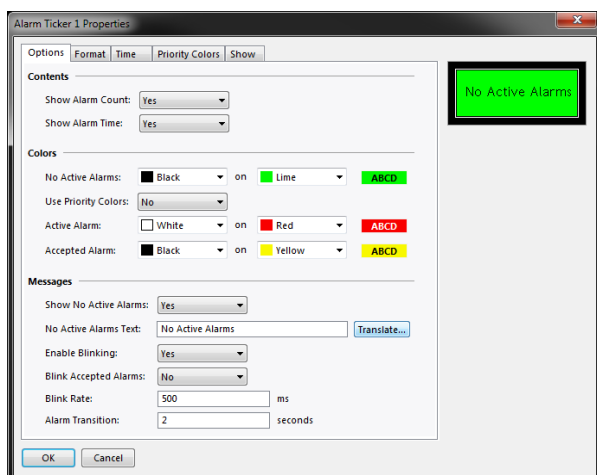 Alarm Ticker 1 Properties
Options Format Time Priority Colors Show
Contents
Show Alarm Count: Yes
Show Alarm Time: Yes
No Active Alarms
Colors
No Active Alarms: Black on Lime ABCD
Use Priority Colors: No
Active Alarm: White on Red ABCD
Accepted Alarm: Black on Yellow ABCD
Messages
Show No Active Alarms: Yes
No Active Alarms Text: No Active Alarms Translate...
Enable Blinking: Yes
Blink Accepted Alarms: No
Blink Rate: 500 ms
Alarm Transition: 2 seconds
OK Cancel